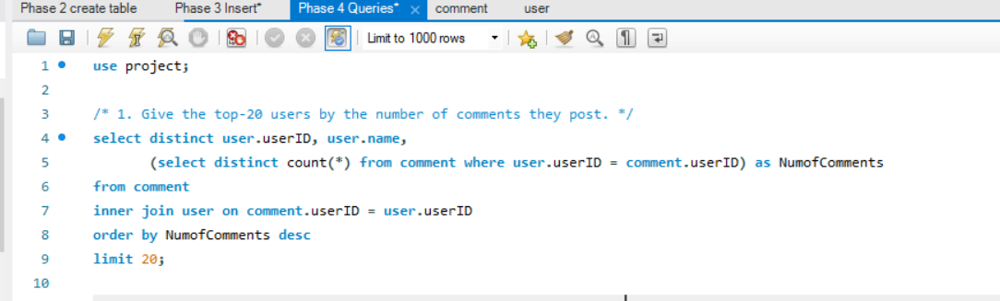 Phase 2 create table Phase 3 Insert* Phase 4 Queries* × comment user
Limit to 1000 rows
1 use project;
2
3 /* 1. Give the top-20 users by the number of comments they post. */
4 select distinct user.userID, user.name,
5 (select distinct count(*) from comment where user.userID = comment.userID) as NumofComments
6 from comment
7 inner join user on comment.userID = user.userID
8 order by NumofComments desc
9 limit 20;
10